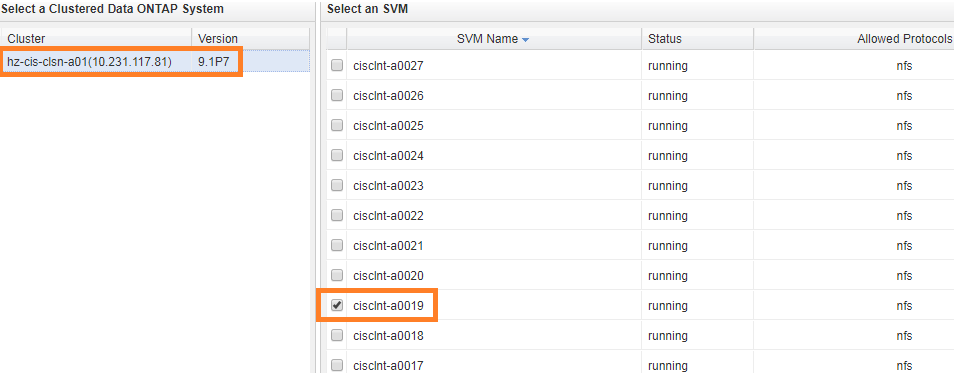 Select a Clustered Data ONTAP System
Cluster Version
hz-cis-clsn-a01(10.231.117.81) 9.1P7
Select an SVM
SVM Name Status Allowed Protocols
cisclnt-a0027 running nfs
cisclnt-a0026 running nfs
cisclnt-a0025 running nfs
cisclnt-a0024 running nfs
cisclnt-a0023 running nfs
cisclnt-a0022 running nfs
cisclnt-a0021 running nfs
cisclnt-a0020 running nfs
cisclnt-a0019 running nfs
cisclnt-a0018 running nfs
cisclnt-a0017 running nfs